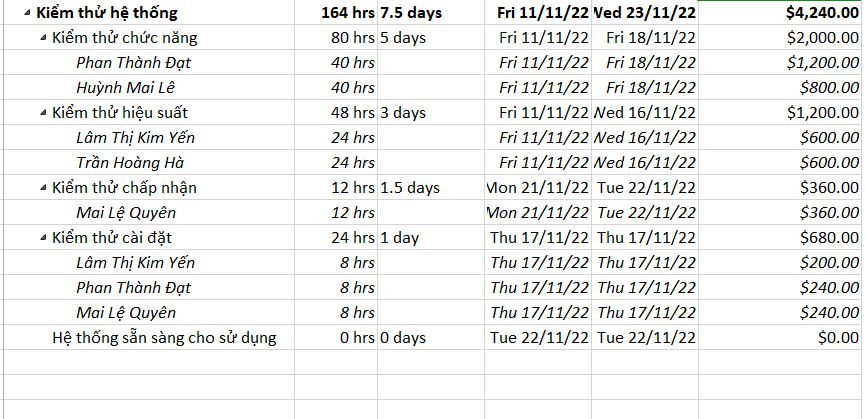 Kiểm thử hệ thống 164 hrs 7.5 days Fri 11/11/22 Ved 23/11/22 $4,240.00
Kiểm thử chức năng 80 hrs 5 days Fri 11/11/22 Fri 18/11/22 $2,000.00
Phan Thành Đạt 40 hrs Fri 11/11/22 Fri 18/11/22 $1,200.00
Huỳnh Mai Lê 40 hrs Fri 11/11/22 Fri 18/11/22 $800.00
Kiểm thử hiệu suất 48 hrs 3 days Fri 11/11/22 Wed 16/11/22 $1,200.00
Lâm Thị Kim Yến 24 hrs Fri 11/11/22 Wed 16/11/22 $600.00
Trần Hoàng Hà 24 hrs Fri 11/11/22 Wed 16/11/22 $600.00
Kiểm thử chấp nhận 12 hrs 1.5 days Mon 21/11/22 Tue 22/11/22 $360.00
Mai Lệ Quyên 12 hrs Mon 21/11/22 Tue 22/11/22 $360.00
Kiểm thử cài đặt 24 hrs 1 day Thu 17/11/22 Thu 17/11/22 $680.00
Lâm Thị Kim Yến 8 hrs Thu 17/11/22 Thu 17/11/22 $200.00
Phan Thành Đạt 8 hrs Thu 17/11/22 Thu 17/11/22 $240.00
Mai Lệ Quyên 8 hrs Thu 17/11/22 Thu 17/11/22 $240.00
Hệ thống sẵn sàng cho sử dụng 0 hrs 0 days Tue 22/11/22 Tue 22/11/22 $0.00